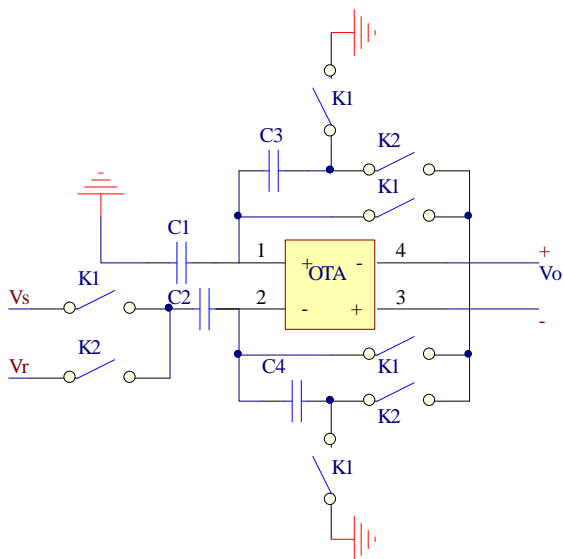 K1
C3
K2
K1
C1
1
4
+
+
-
OTA
Vo
K1
Vs
C2
2
3
-
+
-
K2
Vr
C4
K1
K2
K1